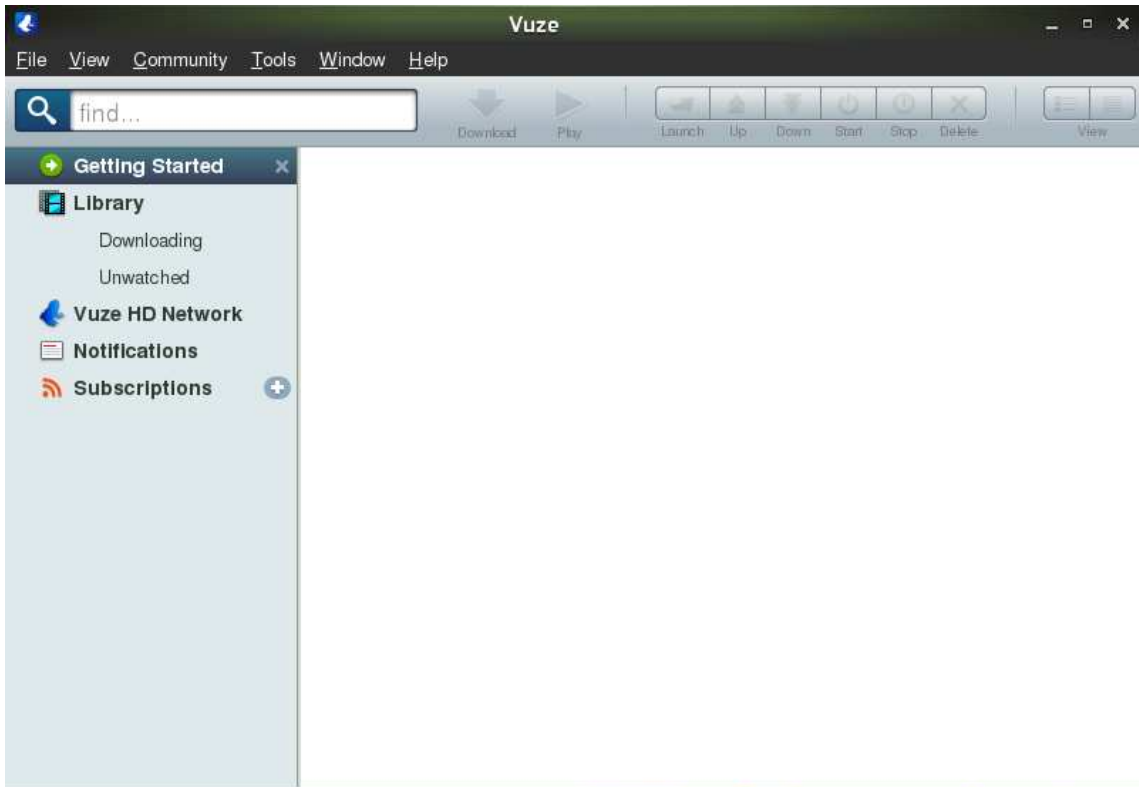 Vuze
File View Community Tools Window Help
find...
Download Play Launch Up Down Start Stop Delete View
Getting Started
Library
Downloading
Unwatched
Vuze HD Network
Notifications
Subscriptions